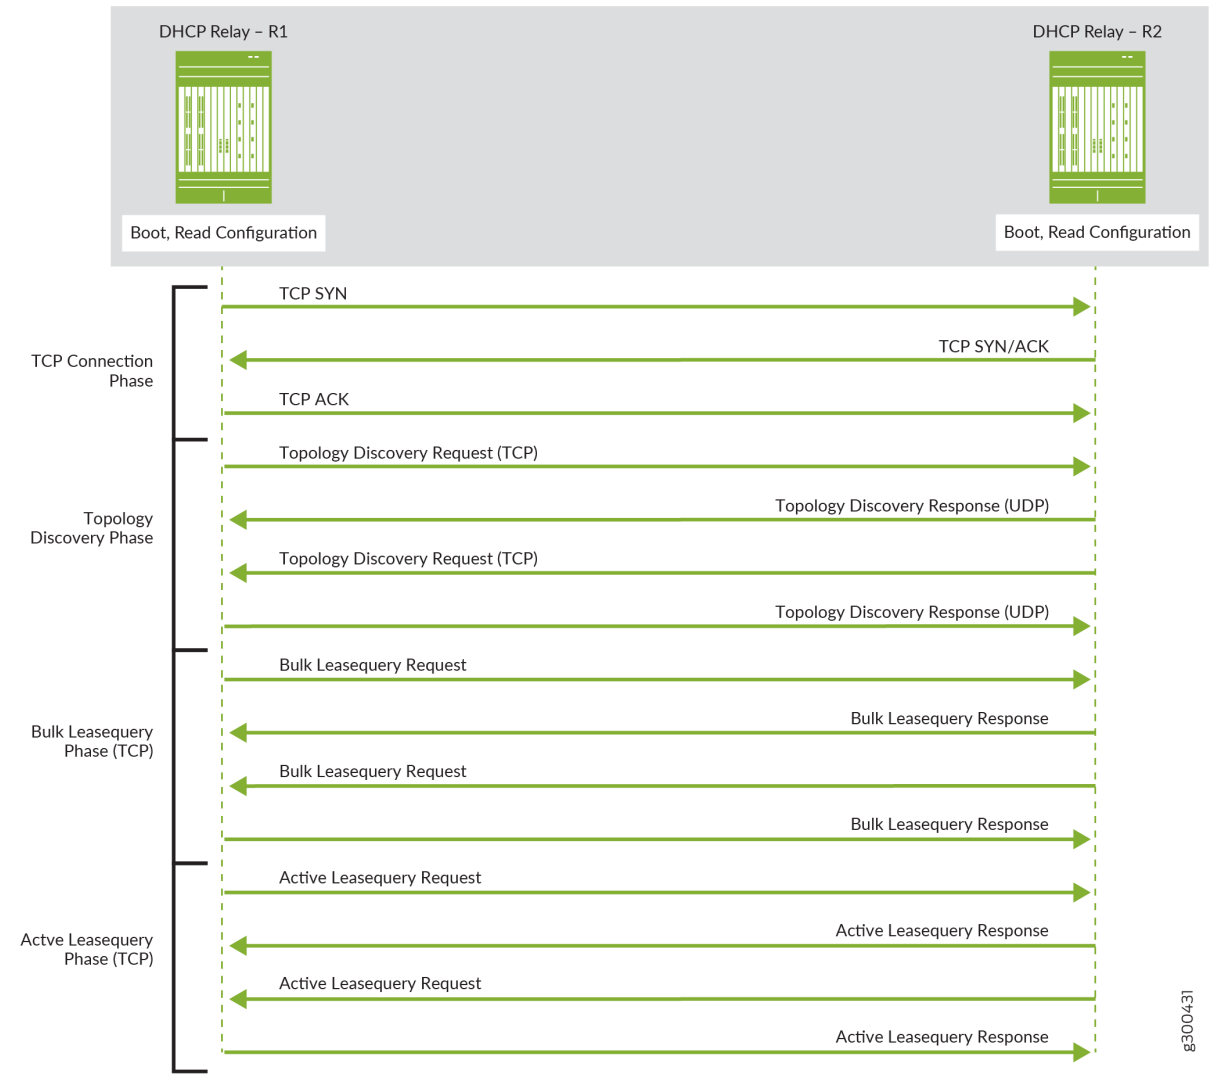 DHCP Relay – R1
DHCP Relay – R2
Boot, Read Configuration
Boot, Read Configuration
TCP Connection
Phase
TCP SYN
TCP SYN/ACK
TCP ACK
Topology
Discovery Phase
Topology Discovery Request (TCP)
Topology Discovery Response (UDP)
Topology Discovery Request (TCP)
Topology Discovery Response (UDP)
Bulk Leasequery
Phase (TCP)
Bulk Leasequery Request
Bulk Leasequery Response
Bulk Leasequery Request
Bulk Leasequery Response
Actve Leasequery
Phase (TCP)
Active Leasequery Request
Active Leasequery Response
Active Leasequery Request
Active Leasequery Response
g300431